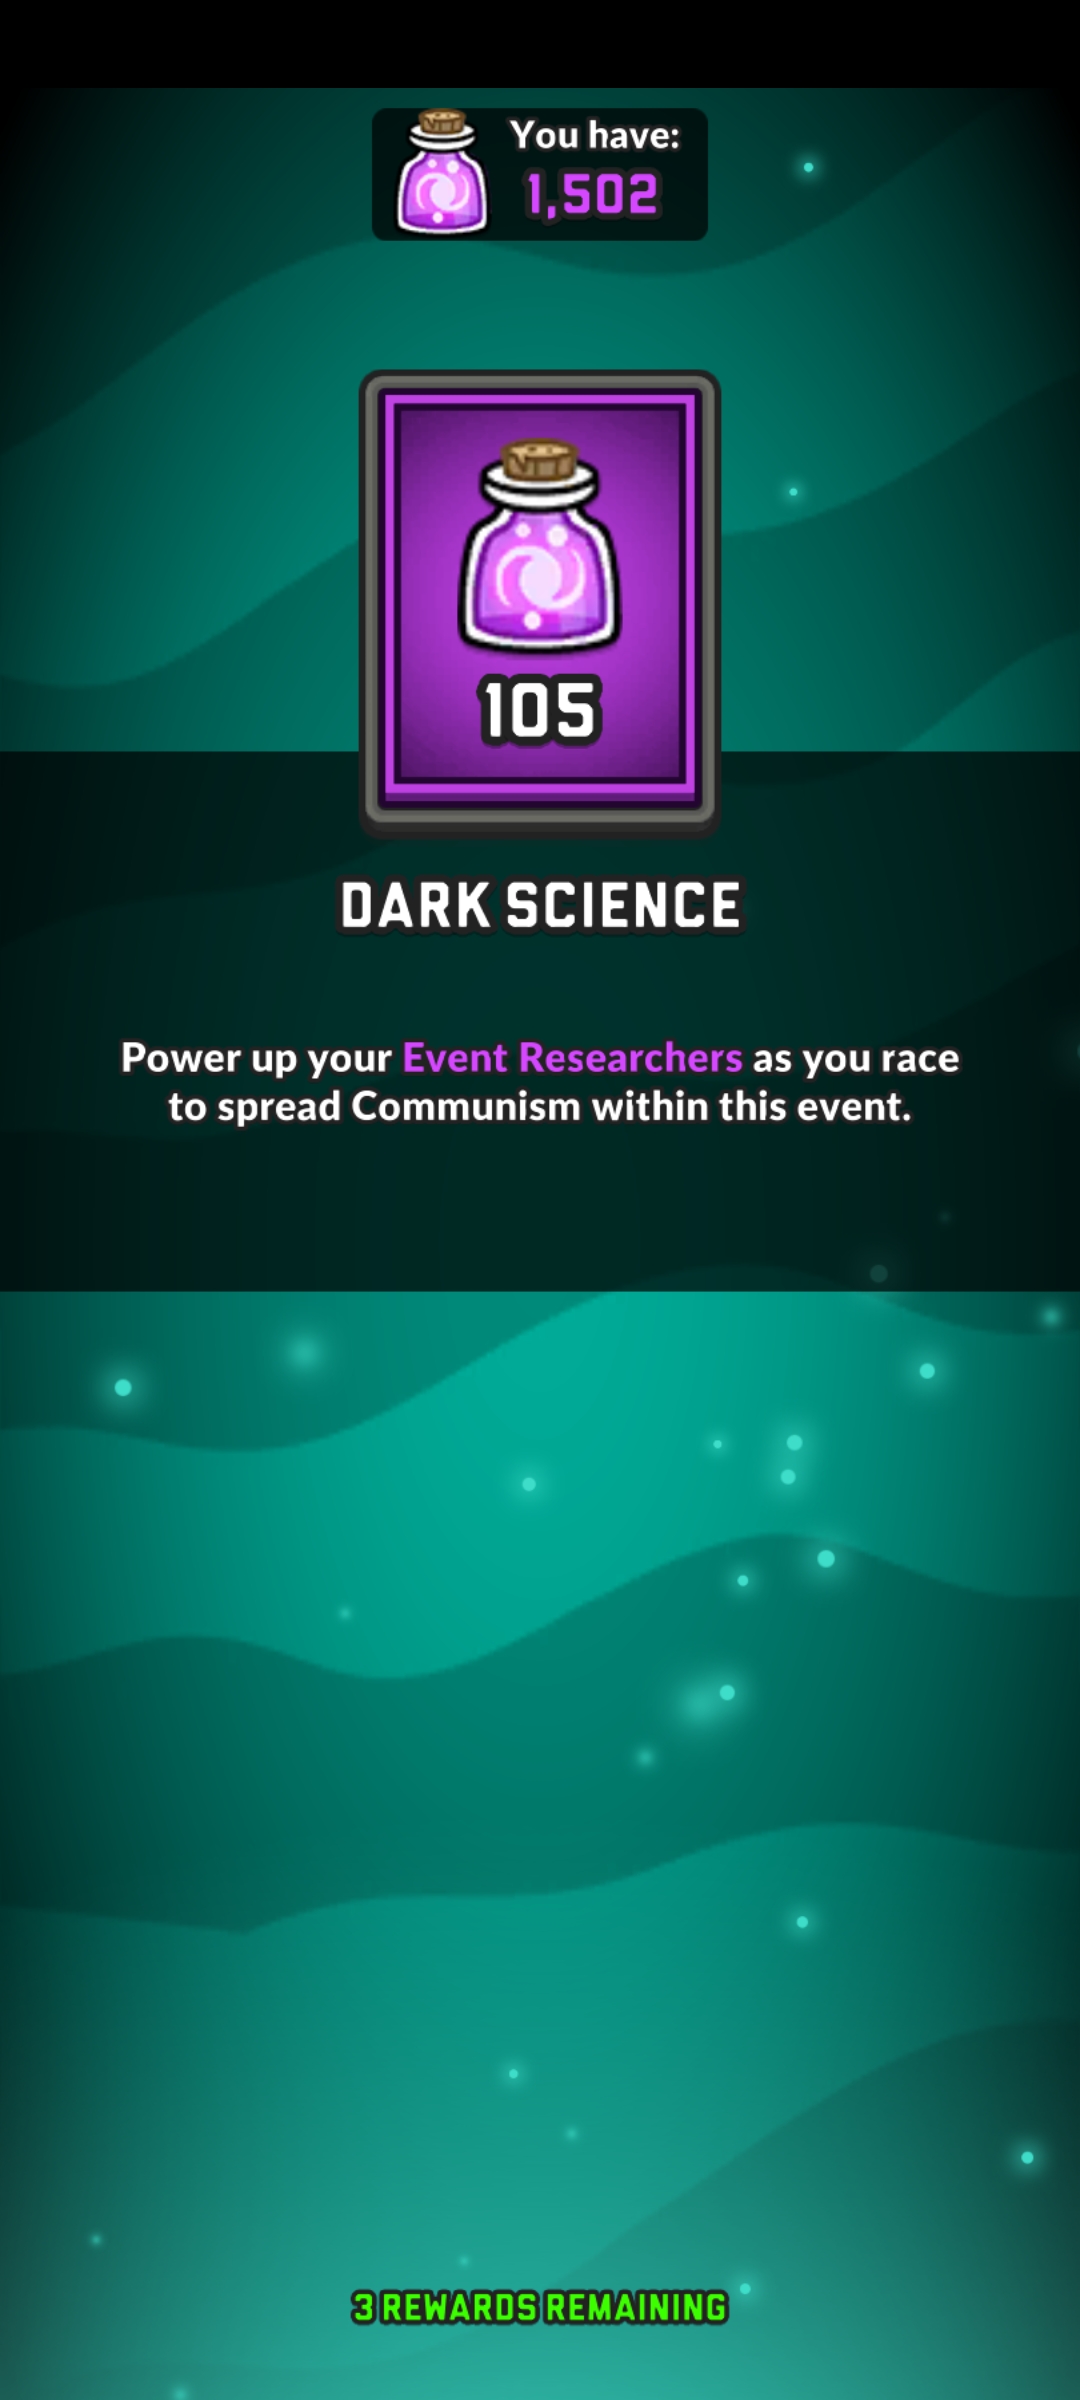 You have:
1,502
105
DARK SCIENCE
Power up your Event Researchers as you race
to spread Communism within this event.
3 REWARDS REMAINING